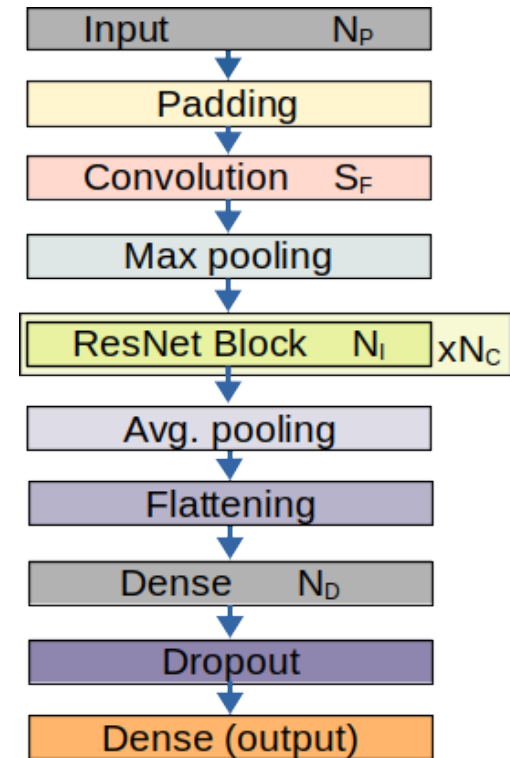 Input N_P
Padding
Convolution S_F
Max pooling
ResNet Block N_I xN_C
Avg. pooling
Flattening
Dense N_D
Dropout
Dense (output)